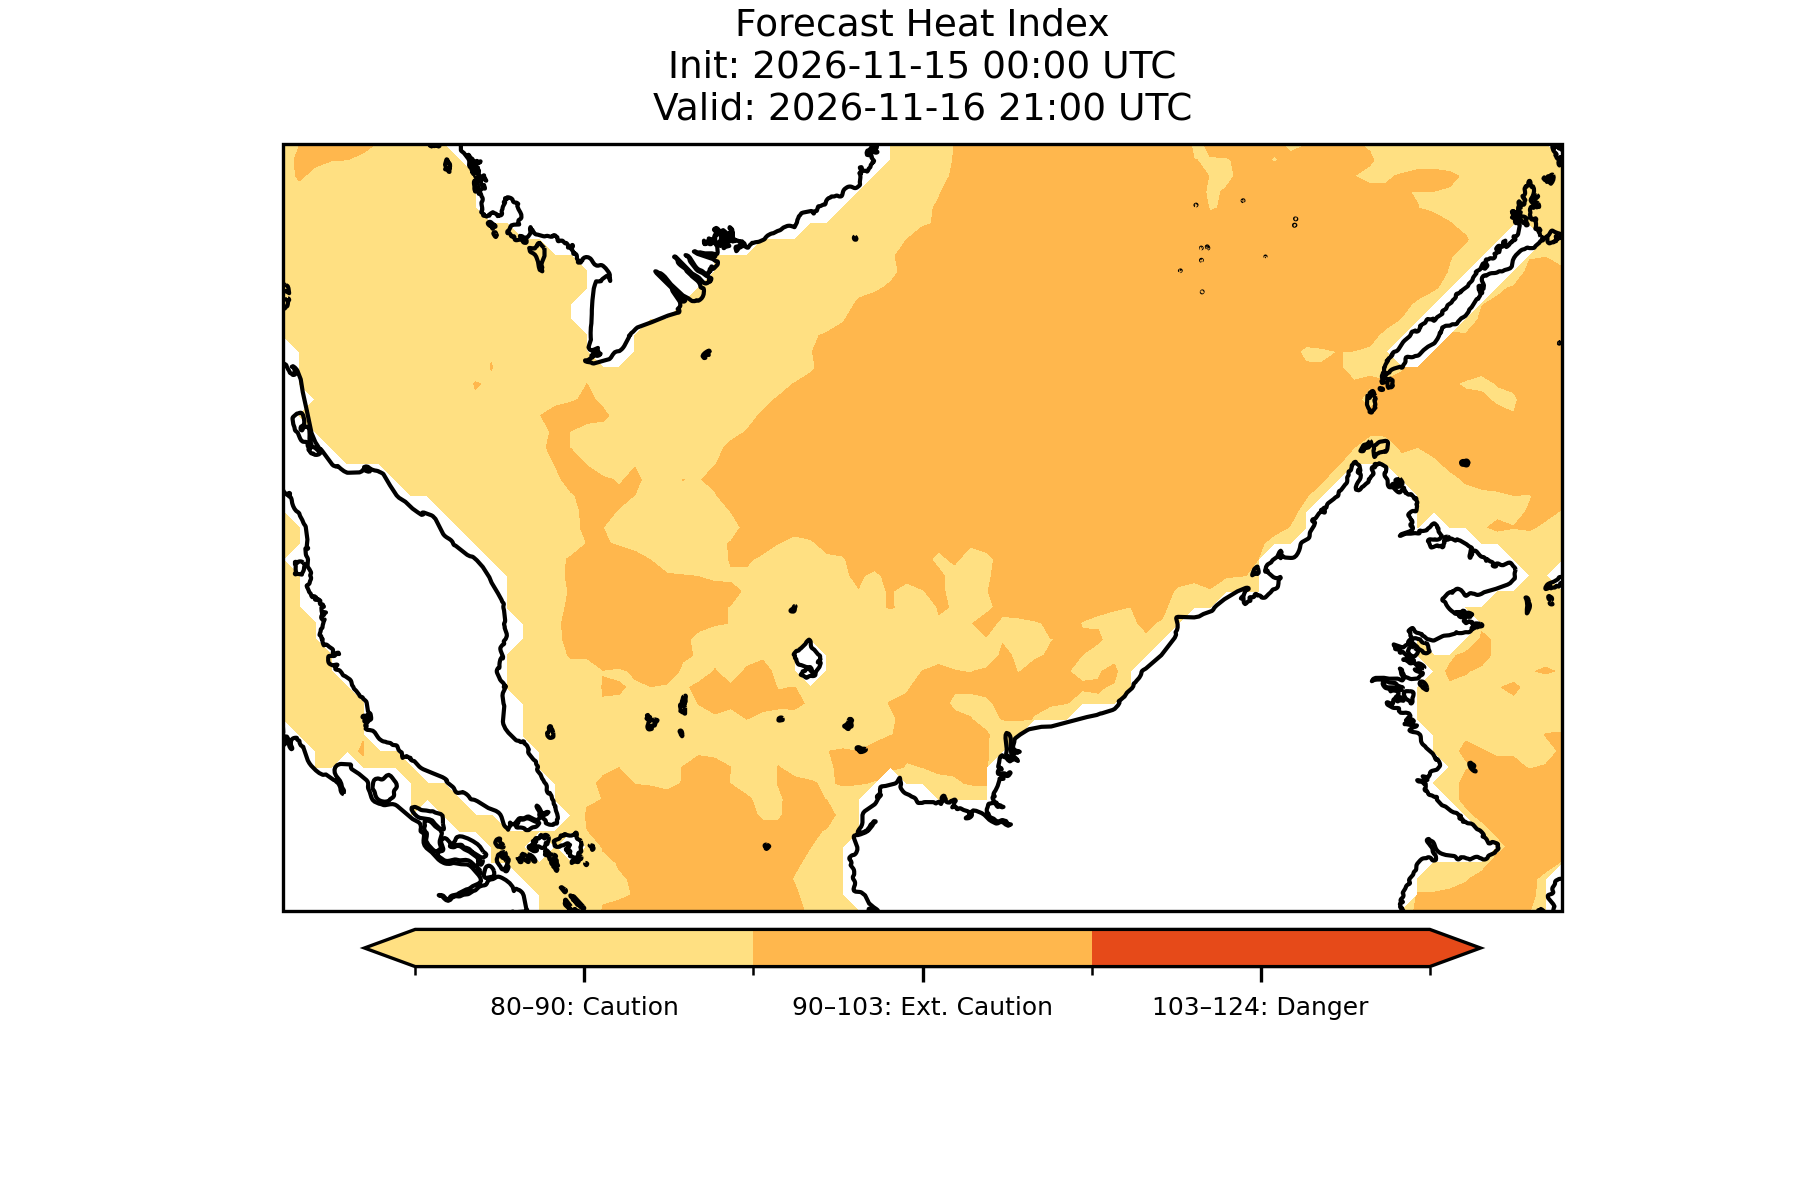 Forecast Heat Index
Init: 2026-11-15 00:00 UTC
Valid: 2026-11-16 21:00 UTC
80–90: Caution
90–103: Ext. Caution
103–124: Danger